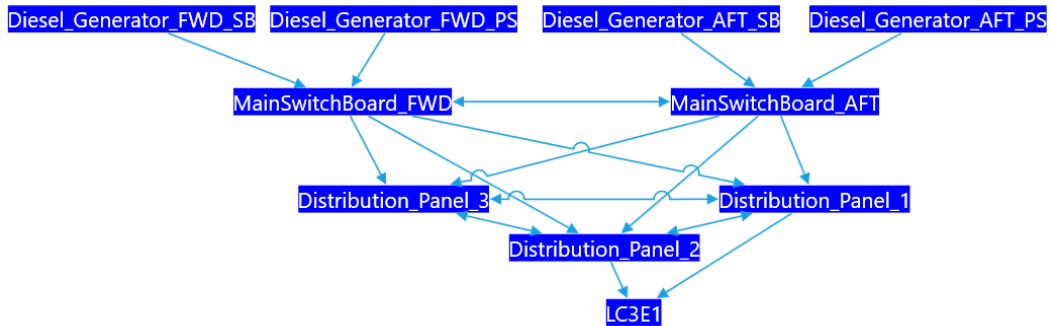 Diesel_Generator_FWD_SB
Diesel_Generator_FWD_PS
Diesel_Generator_AFT_SB
Diesel_Generator_AFT_PS
MainSwitchBoard_FWD
MainSwitchBoard_AFT
Distribution_Panel_3
Distribution_Panel_1
Distribution_Panel_2
LC3E1